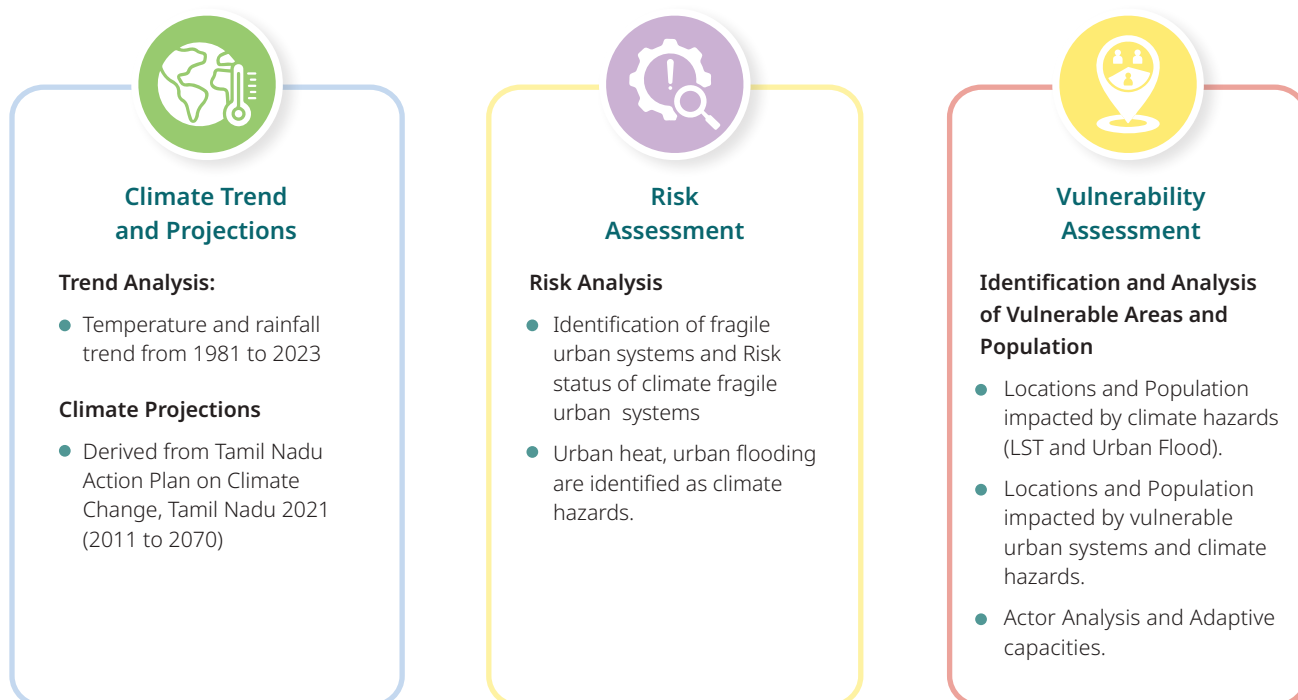 Climate Trend
and Projections
Trend Analysis:
Temperature and rainfall
trend from 1981 to 2023
Climate Projections
Derived from Tamil Nadu
Action Plan on Climate
Change, Tamil Nadu 2021
(2011 to 2070)
Risk
Assessment
Risk Analysis
Identification of fragile
urban systems and Risk
status of climate fragile
urban systems
Urban heat, urban flooding
are identified as climate
hazards.
Vulnerability
Assessment
Identification and Analysis
of Vulnerable Areas and
Population
Locations and Population
impacted by climate hazards
(LST and Urban Flood).
Locations and Population
impacted by vulnerable
urban systems and climate
hazards.
Actor Analysis and Adaptive
capacities.